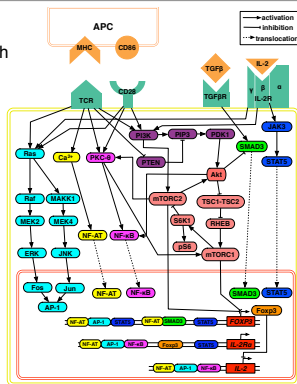 h
APC
MHC CD86
activation
inhibition
translocation
TGFβ IL-2
TCR CD28 TGFβR γ β α
IL-2R
PI3K PIP3 PDK1 JAK3
Ras Ca²⁺ PKC-θ PTEN SMAD3 STAT5
Akt
Raf MAKK1 mTORC2 TSC1-TSC2
MEK2 MEK4 S6K1 RHEB
NF-AT NF-κB pS6
ERK JNK mTORC1
Fos Jun NF-AT NF-κB SMAD3 STAT5
AP-1 Foxp3
NF-AT AP-1 STAT5 NF-AT SMAD3 STAT5 FOXP3
NF-AT AP-1 NF-κB Foxp3 STAT5 IL-2Rα
NF-AT AP-1 NF-κB IL-2